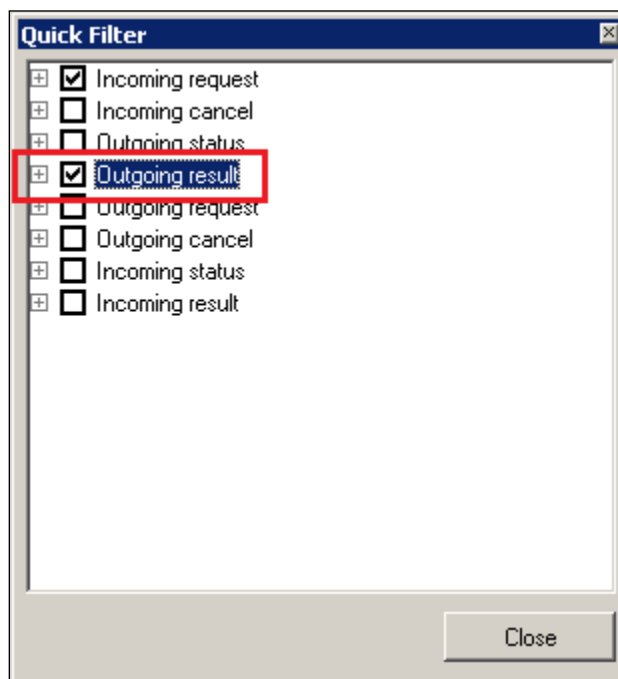 Quick Filter
Incoming request
Incoming cancel
Outgoing status
Outgoing result
Outgoing request
Outgoing cancel
Incoming status
Incoming result
Close